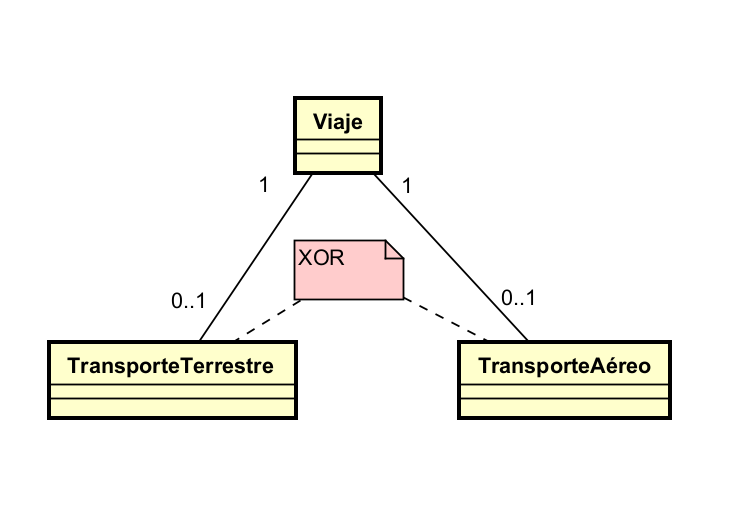 Viaje
1
1
XOR
0..1
0..1
TransporteTerrestre
TransporteAéreo